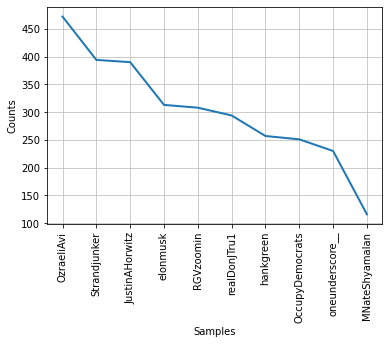 450
400
350
300
250
200
150
100
Counts
OzraeliAvi
Strandjunker
JustinAHorwitz
elonmusk
RGVzoomin
realDonJTru1
hankgreen
OccupyDemocrats
oneunderscore__
MNateShyamalan
Samples